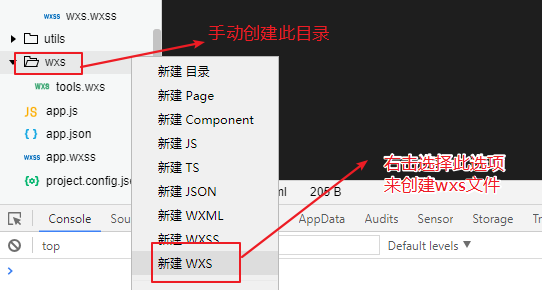 wxss WXS.WXSS
utils
手动创建此目录
wxs
tools.wxs
新建 目录
新建 Page
新建 Component
新建 JS
新建 TS
新建 JSON
新建 WXML
新建 WXSS
新建 WXS
JS app.js
{ } app.json
wxss app.wxss
project.config.js
右击选择此选项
来创建wxs文件
205 B
Console
AppData Audits Sensor Storage
top
Default levels ▼